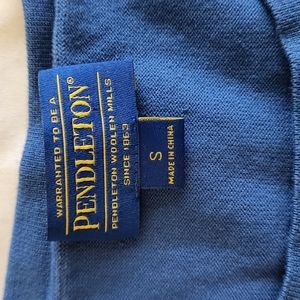 WARRANTED TO BE A
PENDLETON®
PENDLETON WOOLEN MILLS
SINCE 1863
S
MADE IN CHINA